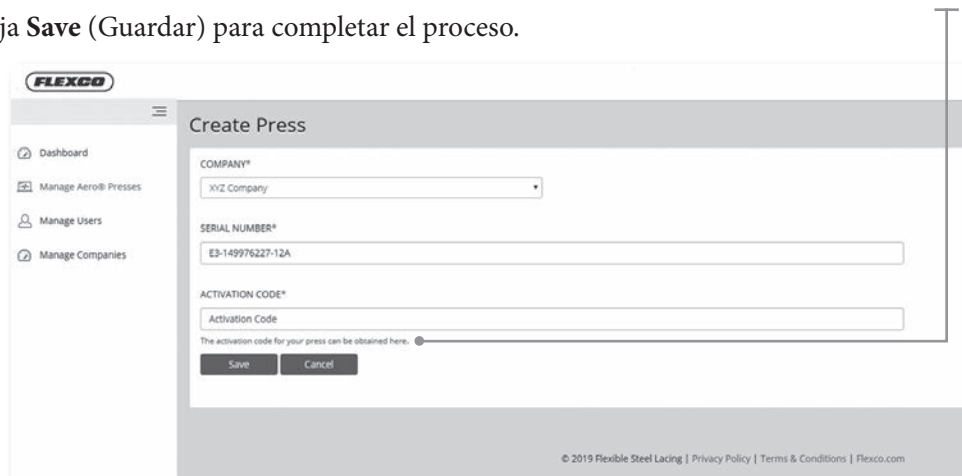 ja Save (Guardar) para completar el proceso.
FLEXCO
Create Press
Dashboard
Manage Aero® Presses
Manage Users
Manage Companies
COMPANY*
XYZ Company
SERIAL NUMBER*
E3-149976227-12A
ACTIVATION CODE*
Activation Code
The activation code for your press can be obtained here.
Save Cancel
© 2019 Flexible Steel Lacing | Privacy Policy | Terms & Conditions | Flexco.com